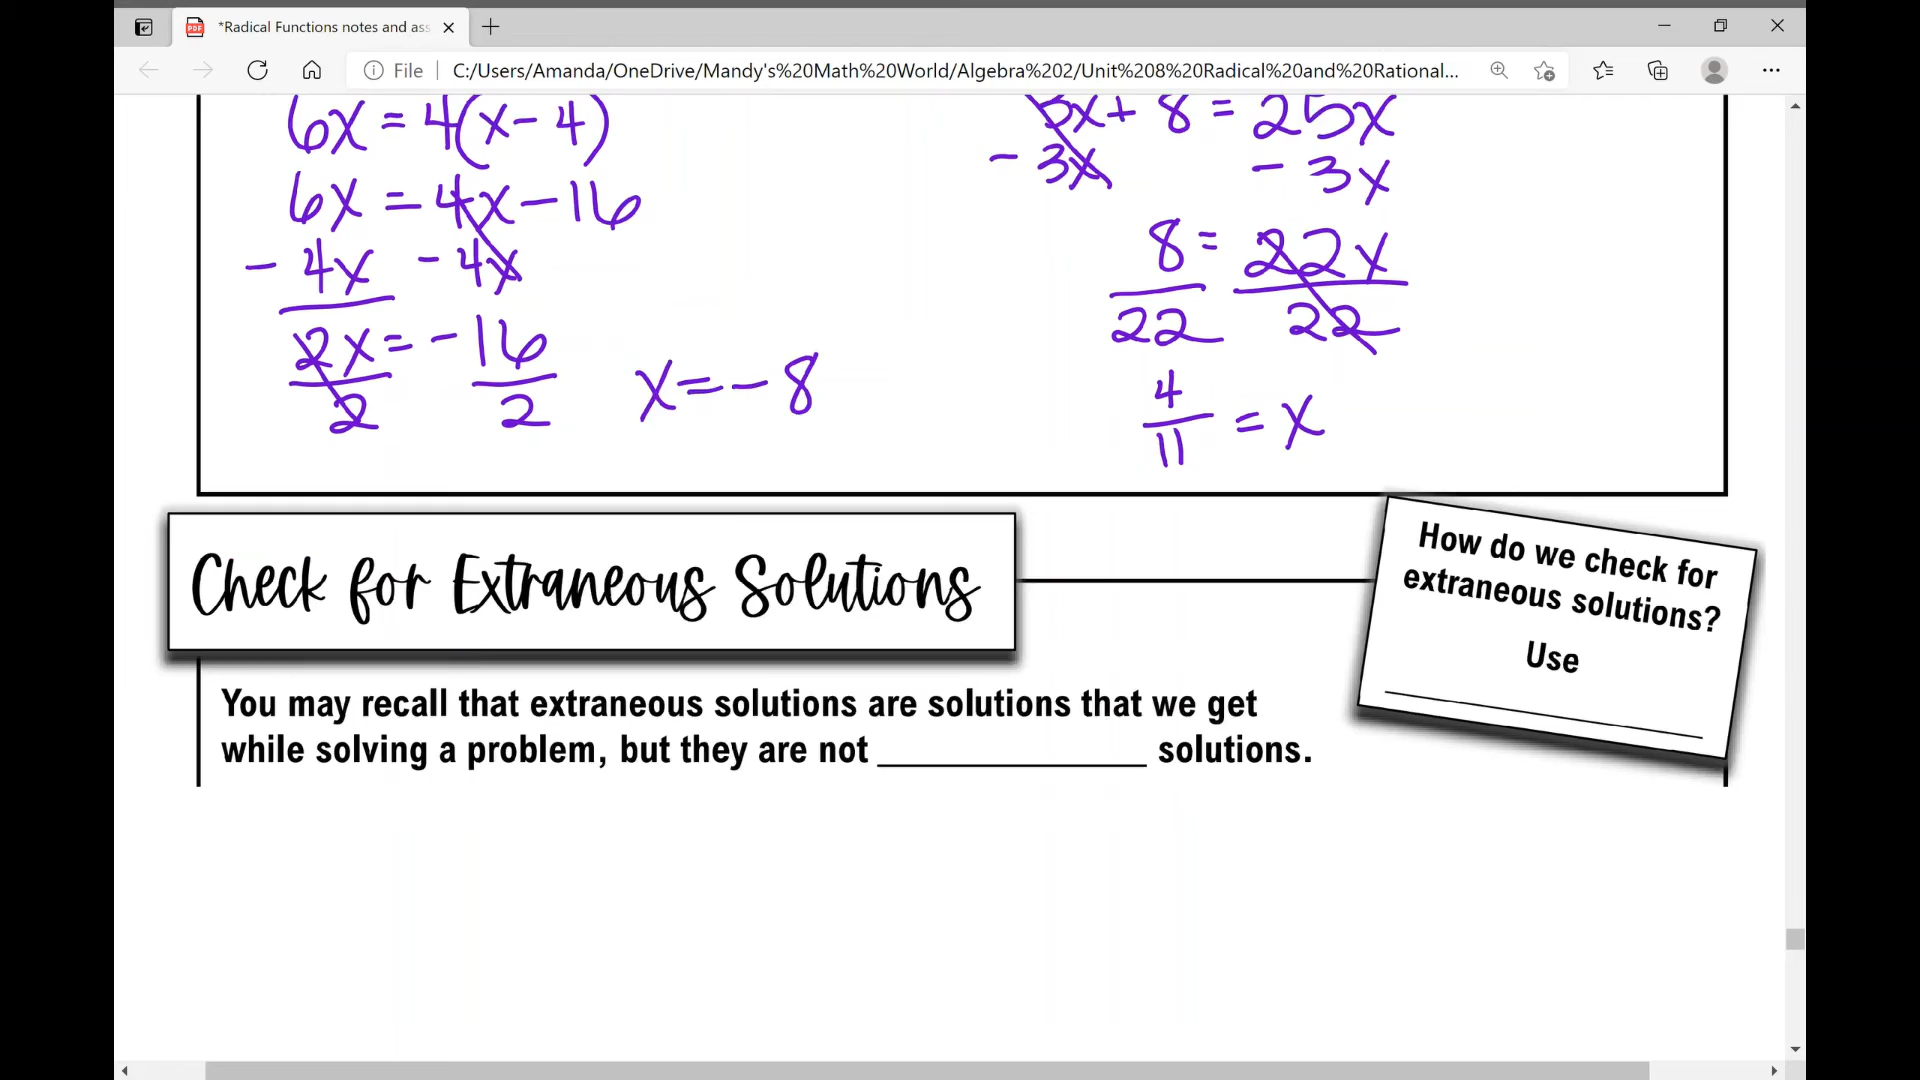 *Radical Functions notes and ass
File
C:/Users/Amanda/OneDrive/Mandy's%20Math%20World/Algebra%202/Unit%208%20Radical%20and%20Rational...
6x = 4(x - 4)
6x = 4x - 16
- 4x - 4x
2x = - 16
2 2
x = - 8
3x + 8 = 25x
- 3x - 3x
8 = 22x
22 22
4
11 = x
Check for Extraneous Solutions
How do we check for
extraneous solutions?
Use
You may recall that extraneous solutions are solutions that we get
while solving a problem, but they are not ______________ solutions.